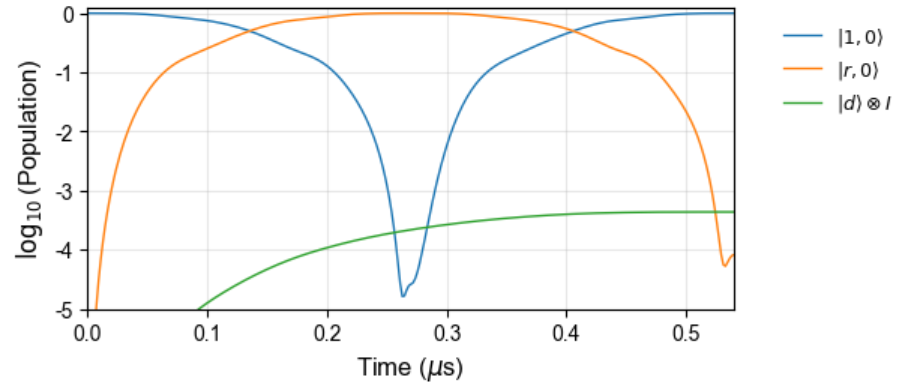 0
-1
-2
-3
-4
-5
0.0 0.1 0.2 0.3 0.4 0.5
log₁₀ (Population)
Time (μs)
|1, 0⟩
|r, 0⟩
|d⟩ ⊗ I